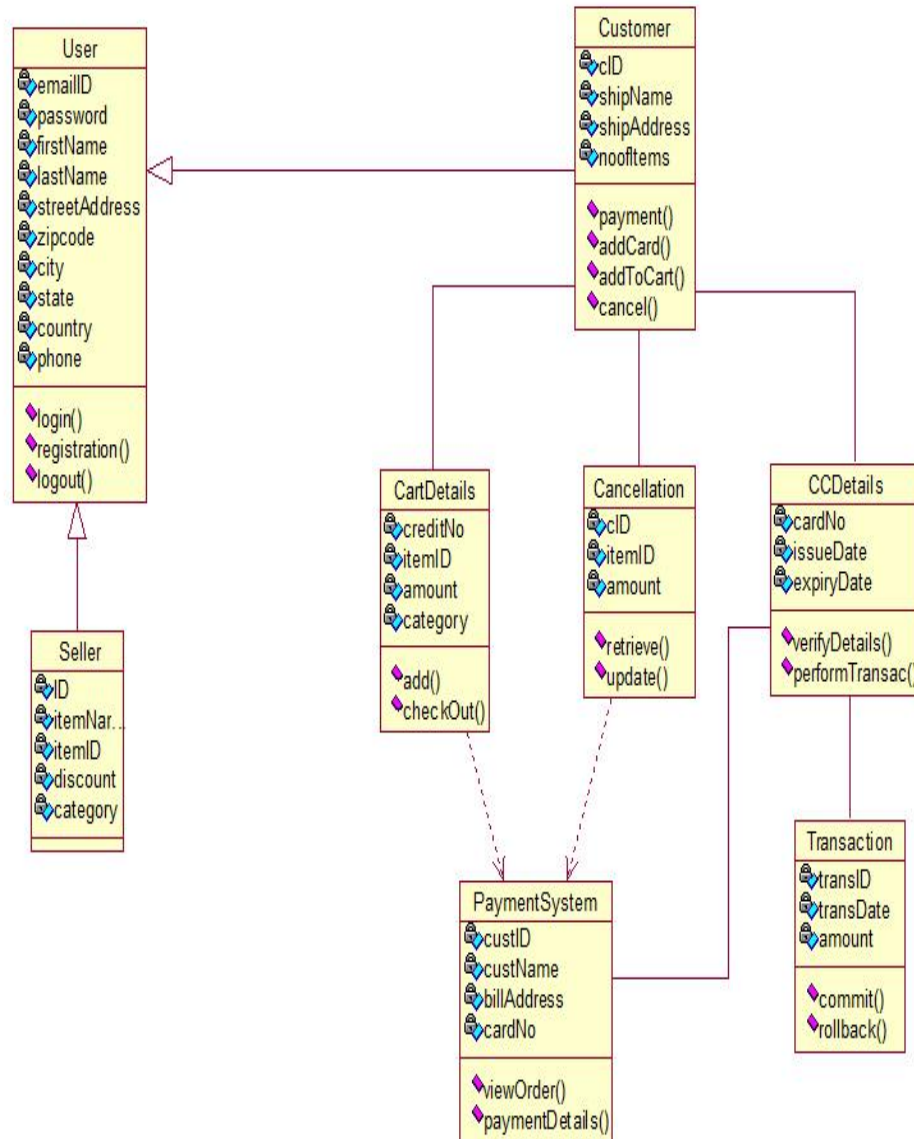 User
emailID
password
firstName
lastName
streetAddress
zipcode
city
state
country
phone
login()
registration()
logout()
Customer
cID
shipName
shipAddress
noofItems
payment()
addCard()
addToCart()
cancel()
CartDetails
creditNo
itemID
amount
category
add()
checkOut()
Cancellation
cID
itemID
amount
retrieve()
update()
CCDetails
cardNo
issueDate
expiryDate
verifyDetails()
performTransac()
Seller
ID
itemNar...
itemID
discount
category
PaymentSystem
custID
custName
billAddress
cardNo
viewOrder()
paymentDetails()
Transaction
transID
transDate
amount
commit()
rollback()